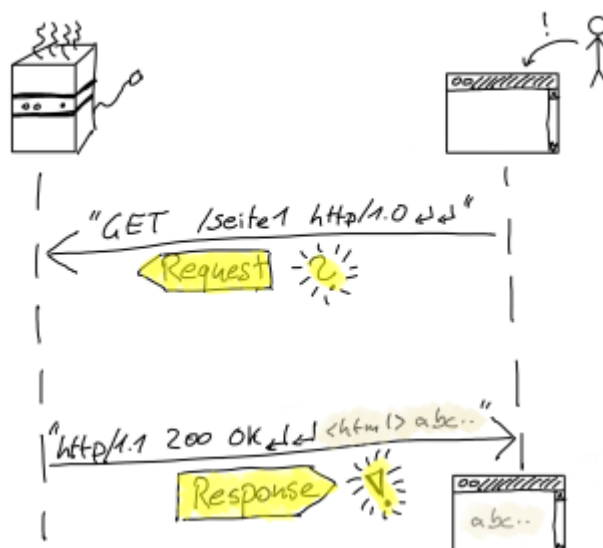 !
"GET /seite1 http/1.0 ↲↲"
Request ?
"http/1.1 200 OK ↲↲ <html> abc.."
Response !
abc..